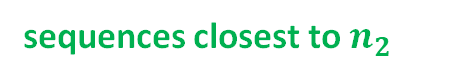 sequences closest to n₂